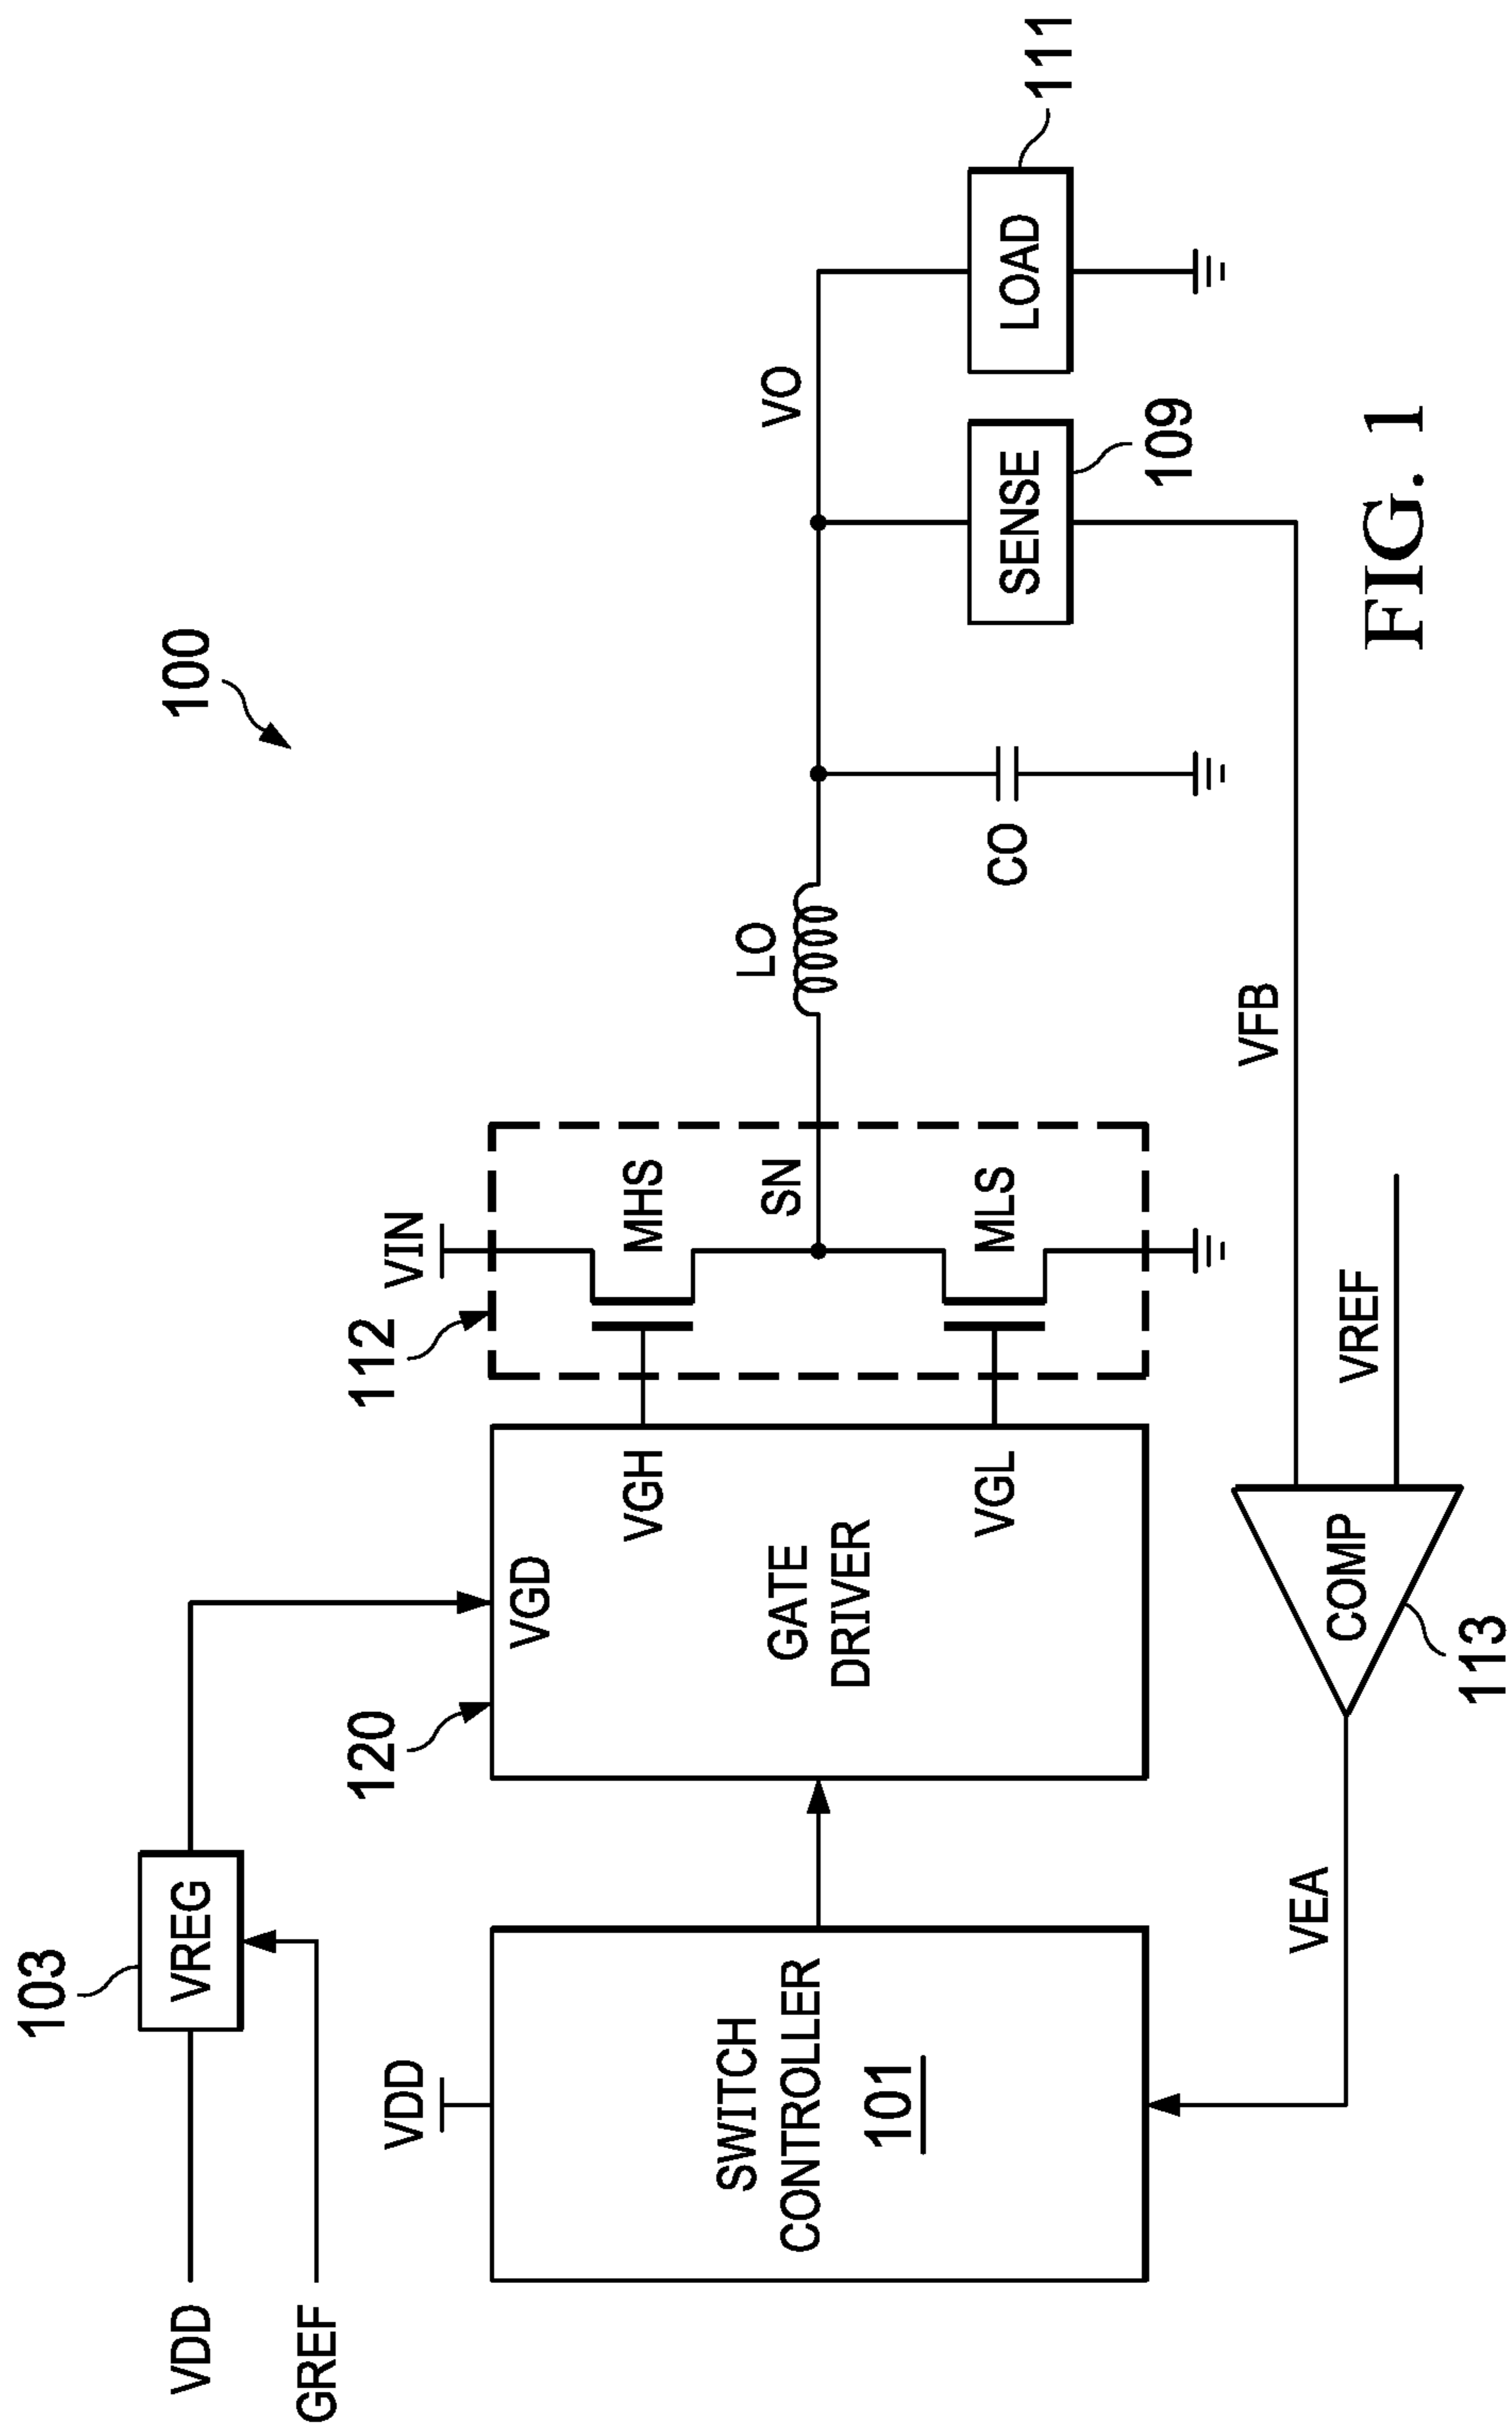 100
103
VDD
VREG
GREF
VDD
120
VGD
112
VIN
SWITCH
CONTROLLER
101
GATE
DRIVER
VGH
VGL
MHS
SN
MLS
LO
CO
VO
SENSE
109
LOAD
111
VFB
VREF
COMP
113
VEA
FIG. 1